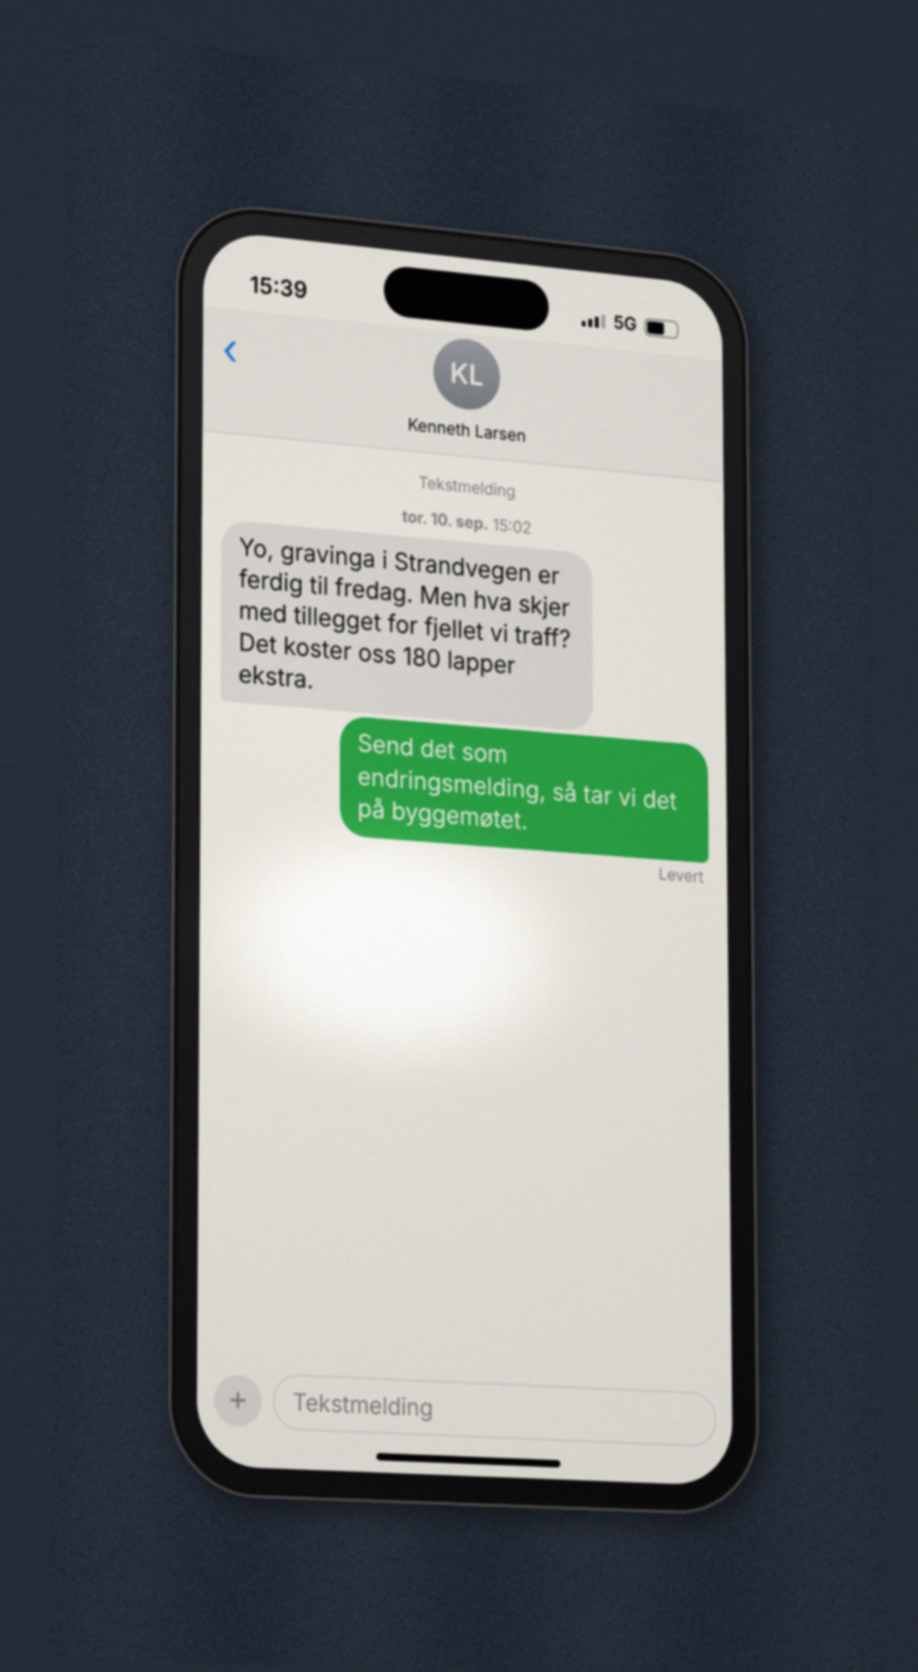 15:39
5G
KL
Kenneth Larsen
Tekstmelding
tor. 10. sep. 15:02
Yo, gravinga i Strandvegen er
ferdig til fredag. Men hva skjer
med tillegget for fjellet vi traff?
Det koster oss 180 lapper
ekstra.
Send det som
endringsmelding, så tar vi det
på byggemøtet.
Levert
+
Tekstmelding